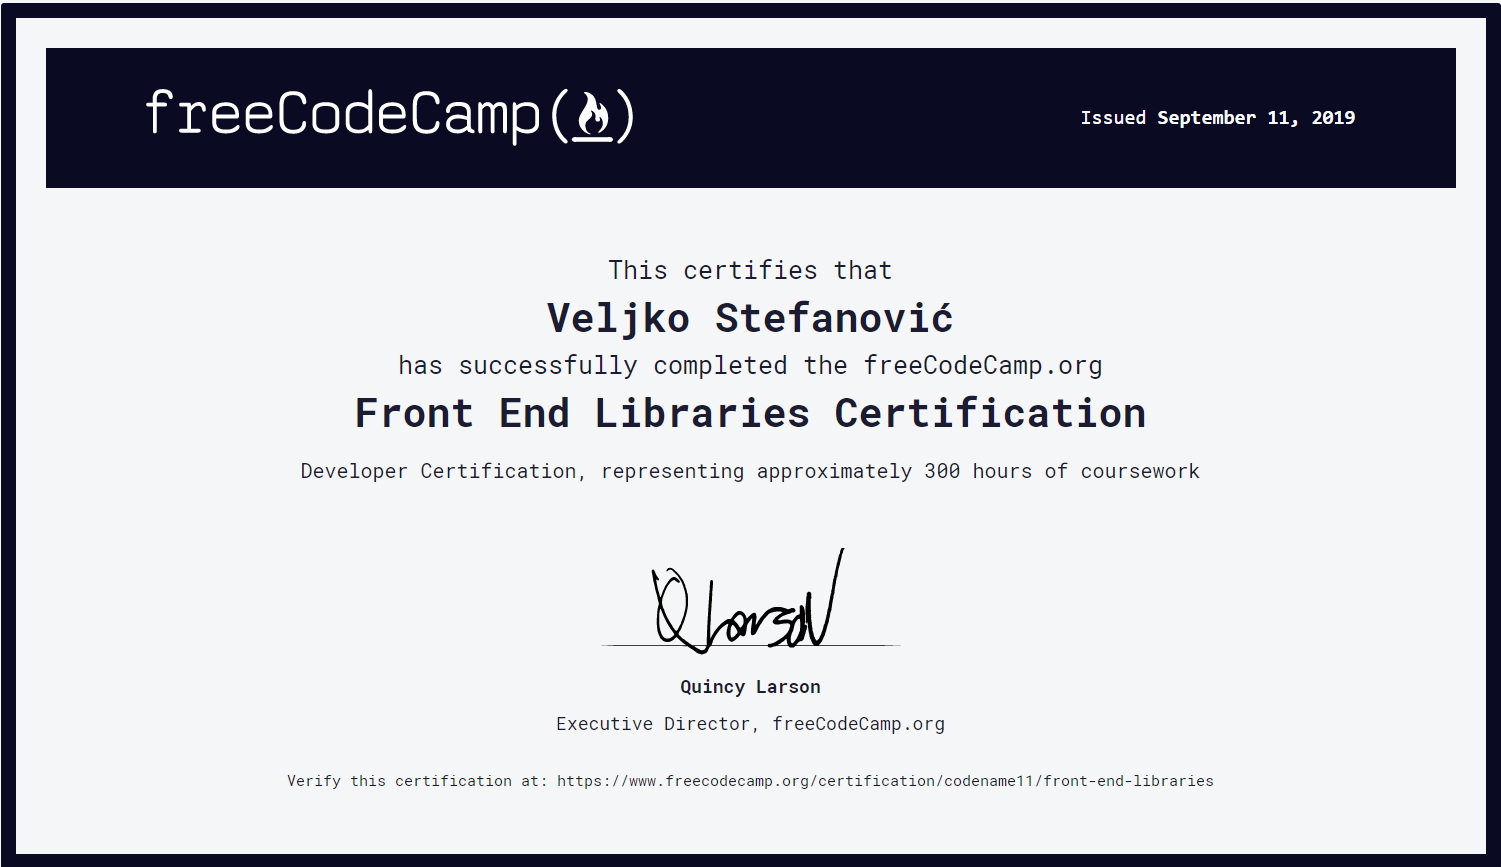 freeCodeCamp(🔥)
Issued September 11, 2019
This certifies that
Veljko Stefanović
has successfully completed the freeCodeCamp.org
Front End Libraries Certification
Developer Certification, representing approximately 300 hours of coursework
Q Larson
Quincy Larson
Executive Director, freeCodeCamp.org
Verify this certification at: https://www.freecodecamp.org/certification/codename11/front-end-libraries